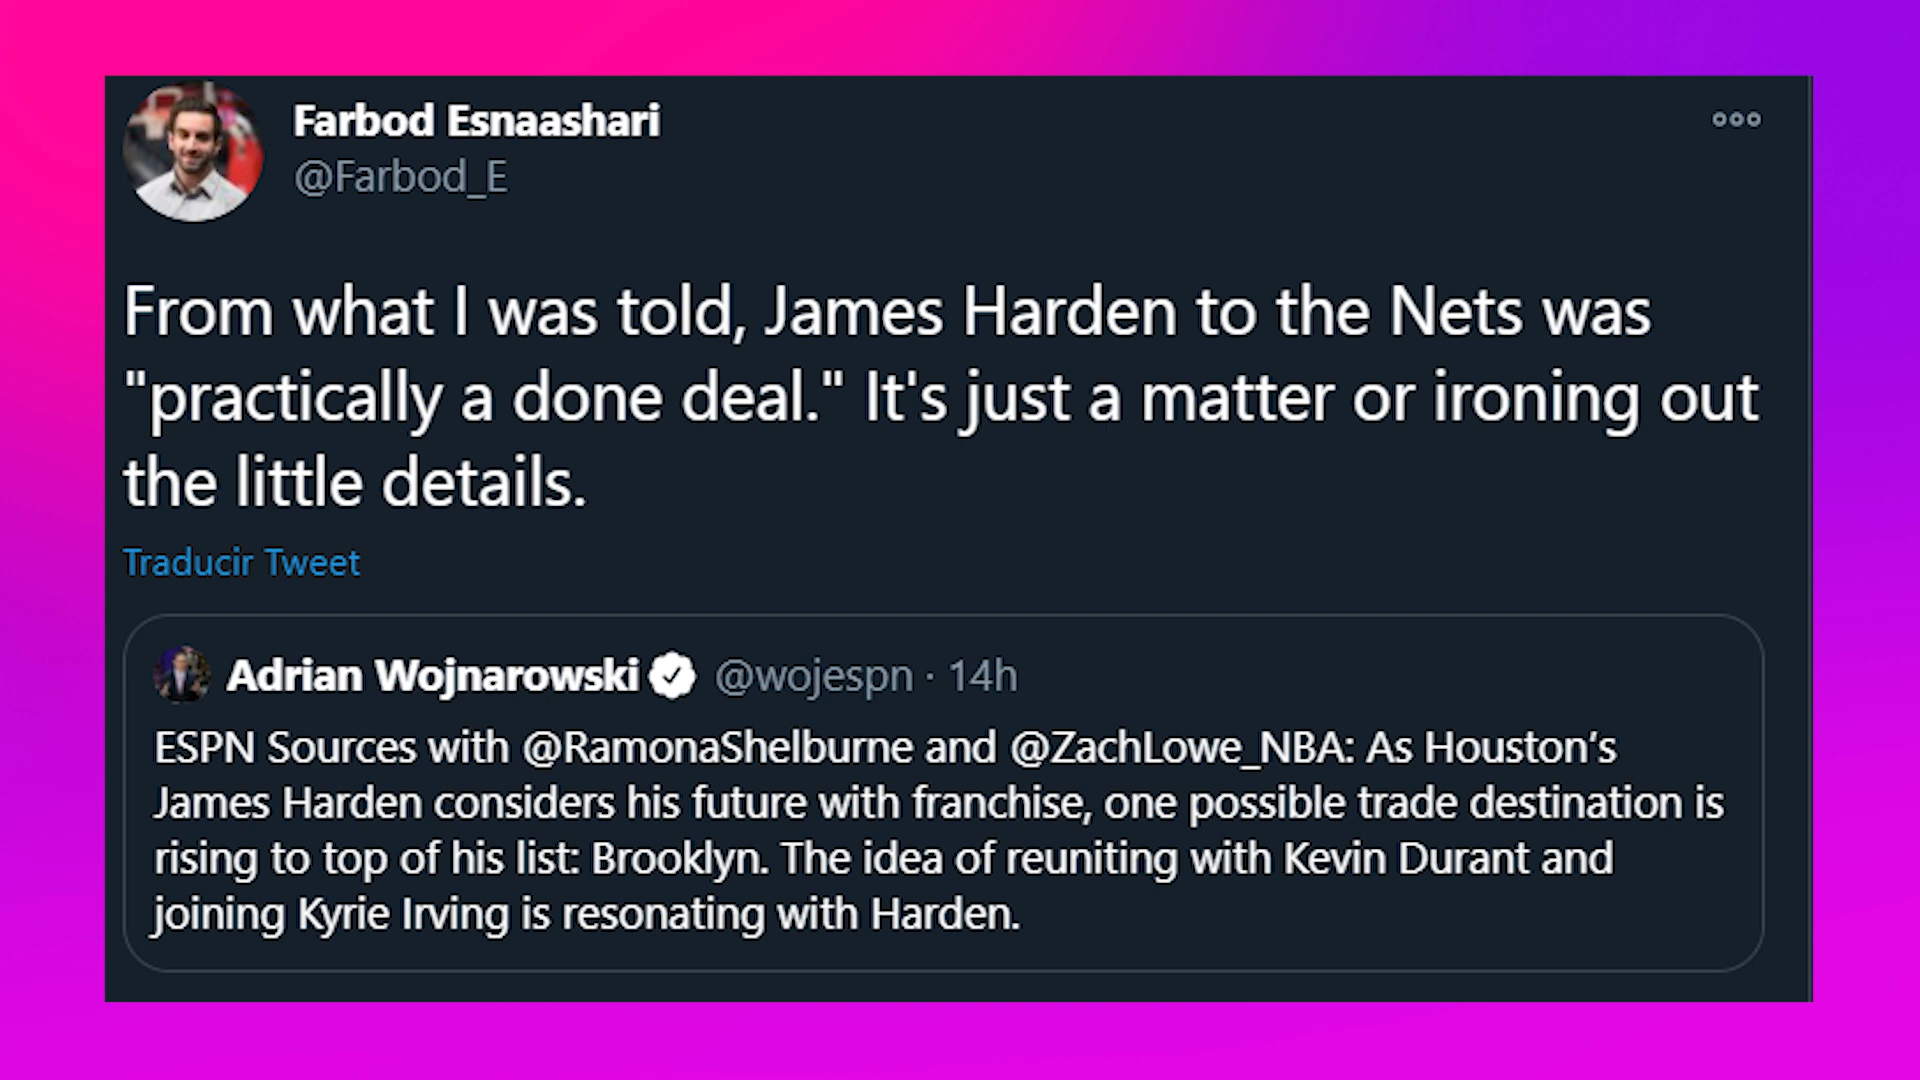 Farbod Esnaashari
@Farbod_E
From what I was told, James Harden to the Nets was
"practically a done deal." It's just a matter or ironing out
the little details.
Traducir Tweet
Adrian Wojnarowski @wojespn · 14h
ESPN Sources with @RamonaShelburne and @ZachLowe_NBA: As Houston’s
James Harden considers his future with franchise, one possible trade destination is
rising to top of his list: Brooklyn. The idea of reuniting with Kevin Durant and
joining Kyrie Irving is resonating with Harden.